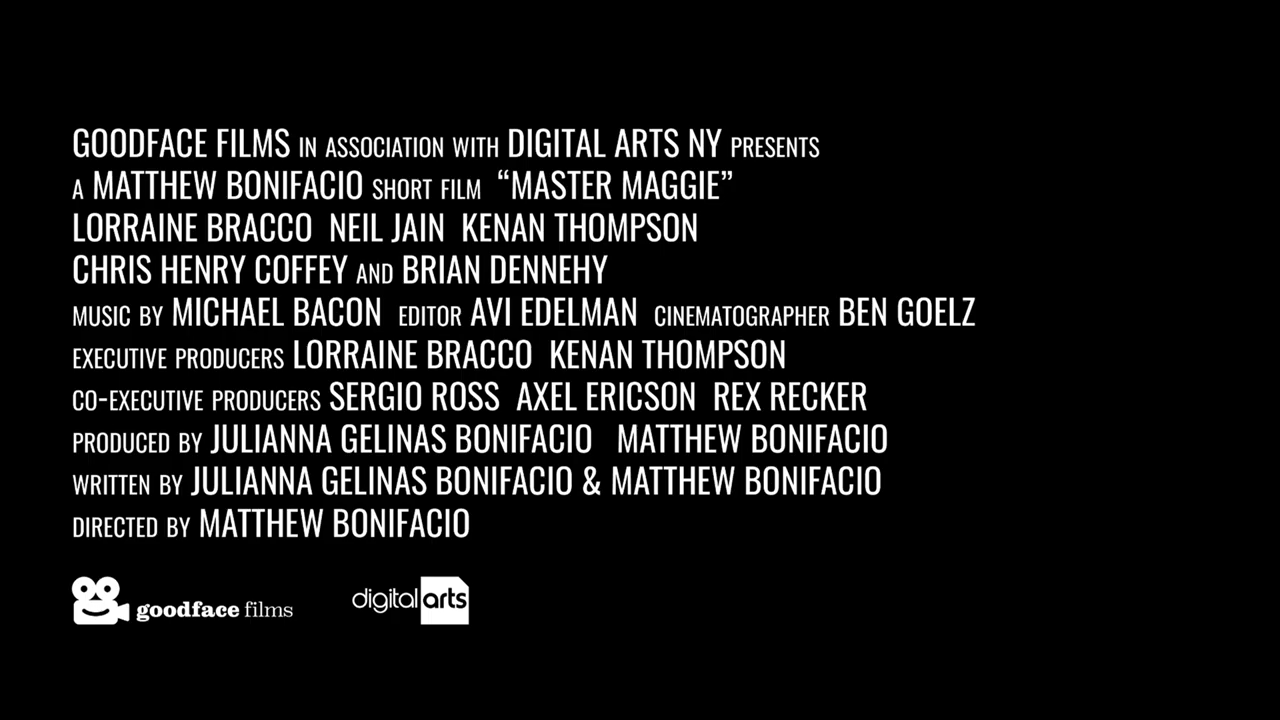 GOODFACE FILMS IN ASSOCIATION WITH DIGITAL ARTS NY PRESENTS
A MATTHEW BONIFACIO SHORT FILM “MASTER MAGGIE”
LORRAINE BRACCO NEIL JAIN KENAN THOMPSON
CHRIS HENRY COFFEY AND BRIAN DENNEHY
MUSIC BY MICHAEL BACON EDITOR AVI EDELMAN CINEMATOGRAPHER BEN GOELZ
EXECUTIVE PRODUCERS LORRAINE BRACCO KENAN THOMPSON
CO-EXECUTIVE PRODUCERS SERGIO ROSS AXEL ERICSON REX RECKER
PRODUCED BY JULIANNA GELINAS BONIFACIO MATTHEW BONIFACIO
WRITTEN BY JULIANNA GELINAS BONIFACIO & MATTHEW BONIFACIO
DIRECTED BY MATTHEW BONIFACIO
goodface films digital arts